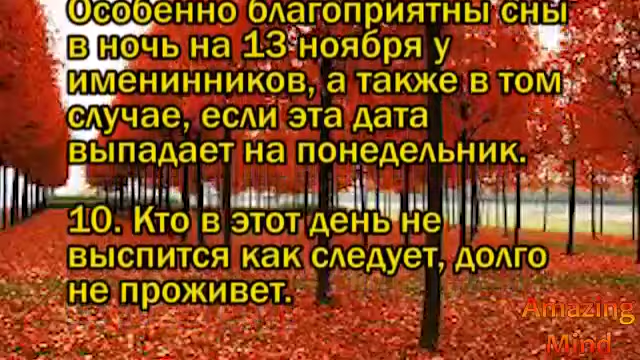 Особенно благоприятны сны
в ночь на 13 ноября у
именинников, а также в том
случае, если эта дата
выпадает на понедельник.
10. Кто в этот день не
выспится как следует, долго
не проживет.
Amazing
Mind